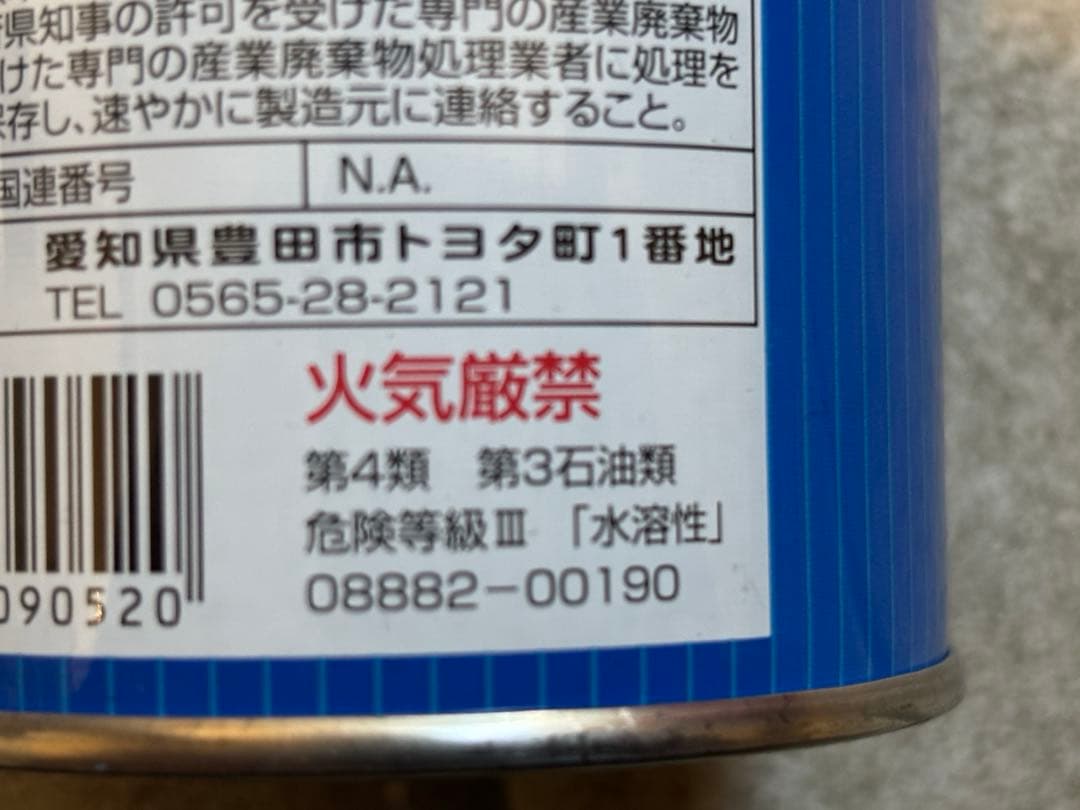 県知事の許可を受けた専門の産業廃棄物
けた専門の産業廃棄物処理業者に処理を
保存し、速やかに製造元に連絡すること。
国連番号 N.A.
愛知県豊田市トヨタ町1番地
TEL 0565-28-2121
火気厳禁
第4類 第3石油類
危険等級Ⅲ 「水溶性」
08882-00190
090520